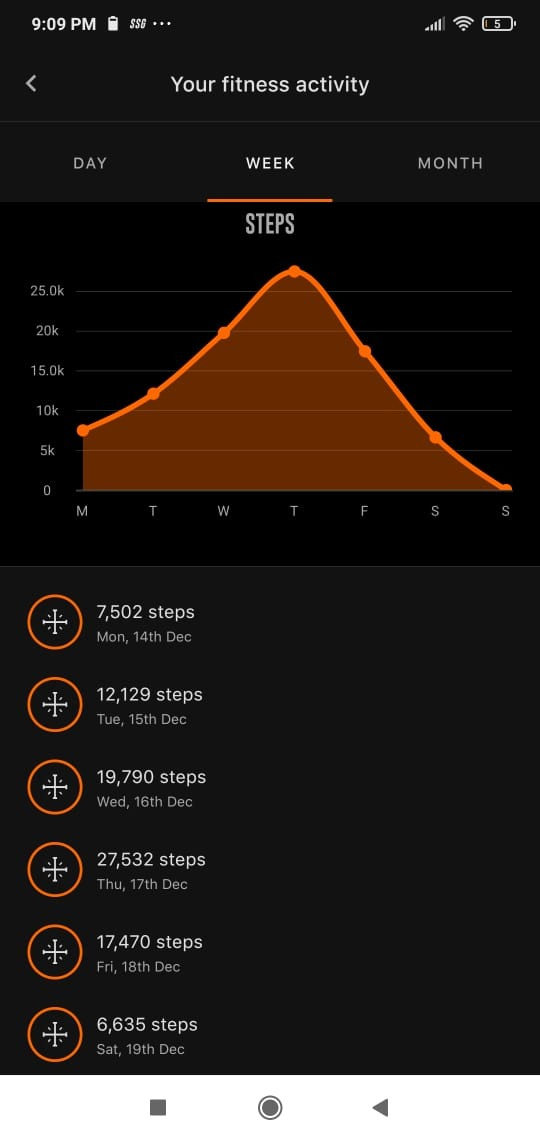 9:09 PM SSG ... 5
Your fitness activity
DAY WEEK MONTH
STEPS
25.0k
20k
15.0k
10k
5k
0
M T W T F S S
7,502 steps
Mon, 14th Dec
12,129 steps
Tue, 15th Dec
19,790 steps
Wed, 16th Dec
27,532 steps
Thu, 17th Dec
17,470 steps
Fri, 18th Dec
6,635 steps
Sat, 19th Dec